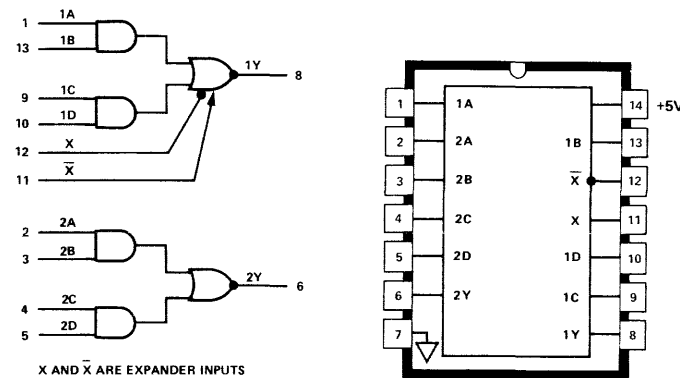 1 1A
13 1B
1Y 8
9 1C
10 1D
12 X
11 X̅
2 2A
3 2B
2Y 6
4 2C
5 2D
X AND X̅ ARE EXPANDER INPUTS
1 1A 14 +5V
2 2A 1B 13
3 2B X̅ 12
4 2C X 11
5 2D 1D 10
6 2Y 1C 9
7 1Y 8